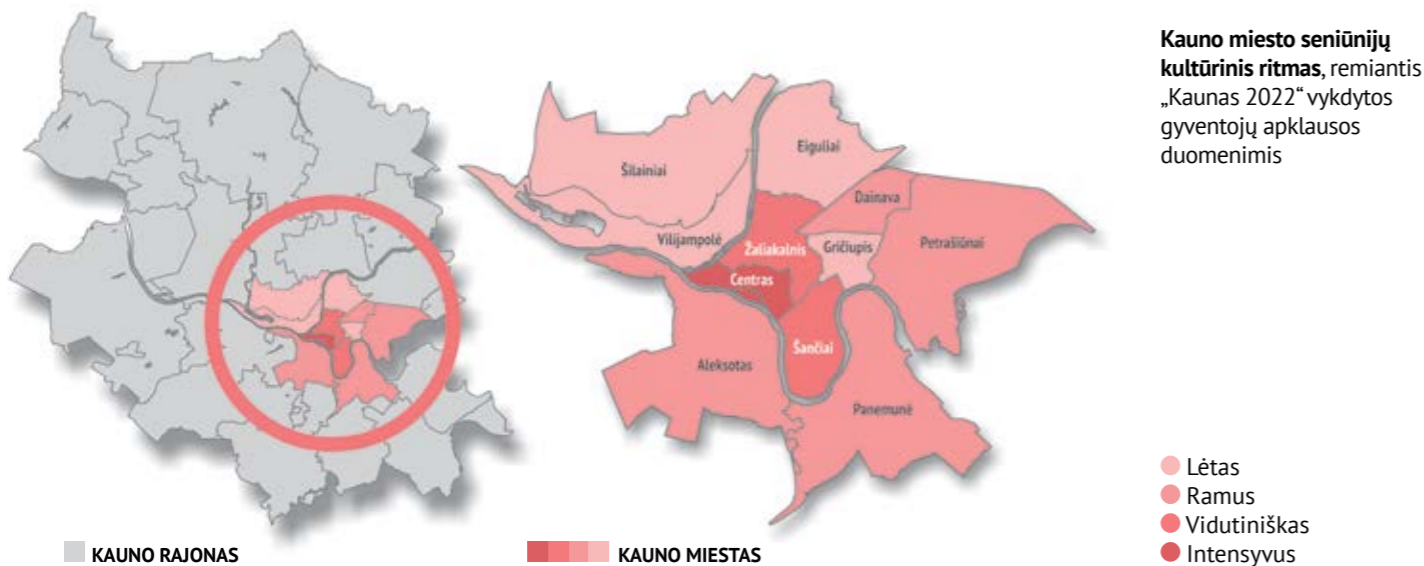 Kauno miesto seniūnijų
kultūrinis ritmas, remiantis
„Kaunas 2022“ vykdytos
gyventojų apklausos
duomenimis
Eiguliai
Šilainiai
Dainava
Vilijampolė
Žaliakalnis
Gričiupis
Petrašiūnai
Centras
Šančiai
Aleksotas
Panemunė
Lėtas
Ramus
Vidutiniškas
Intensyvus
KAUNO RAJONAS
KAUNO MIESTAS